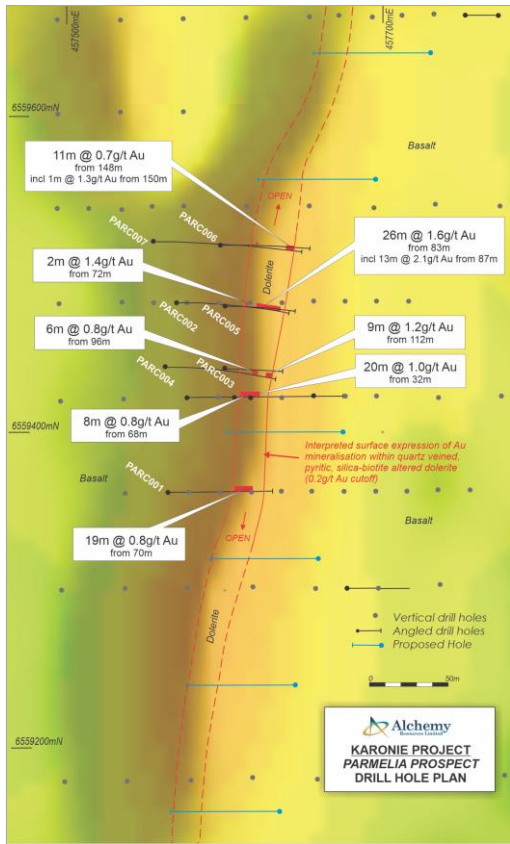 457500mE
457700mE
6559600mN
Basalt
11m @ 0.7g/t Au
from 148m
incl 1m @ 1.3g/t Au from 150m
OPEN
PARC007
PARC006
26m @ 1.6g/t Au
from 83m
incl 13m @ 2.1g/t Au from 87m
2m @ 1.4g/t Au
from 72m
Dolerite
PARC002
PARC005
6m @ 0.8g/t Au
from 96m
9m @ 1.2g/t Au
from 112m
PARC004
PARC003
20m @ 1.0g/t Au
from 32m
8m @ 0.8g/t Au
from 68m
6559400mN
Interpreted surface expression of Au
mineralisation within quartz veined,
pyritic, silica-biotite altered dolerite
(0.2g/t Au cutoff)
Basalt
PARC001
Basalt
19m @ 0.8g/t Au
from 70m
OPEN
Dolerite
Vertical drill holes
Angled drill holes
Proposed Hole
0 50m
6559200mN
Alchemy
Resources Limited
KARONIE PROJECT
PARMELIA PROSPECT
DRILL HOLE PLAN